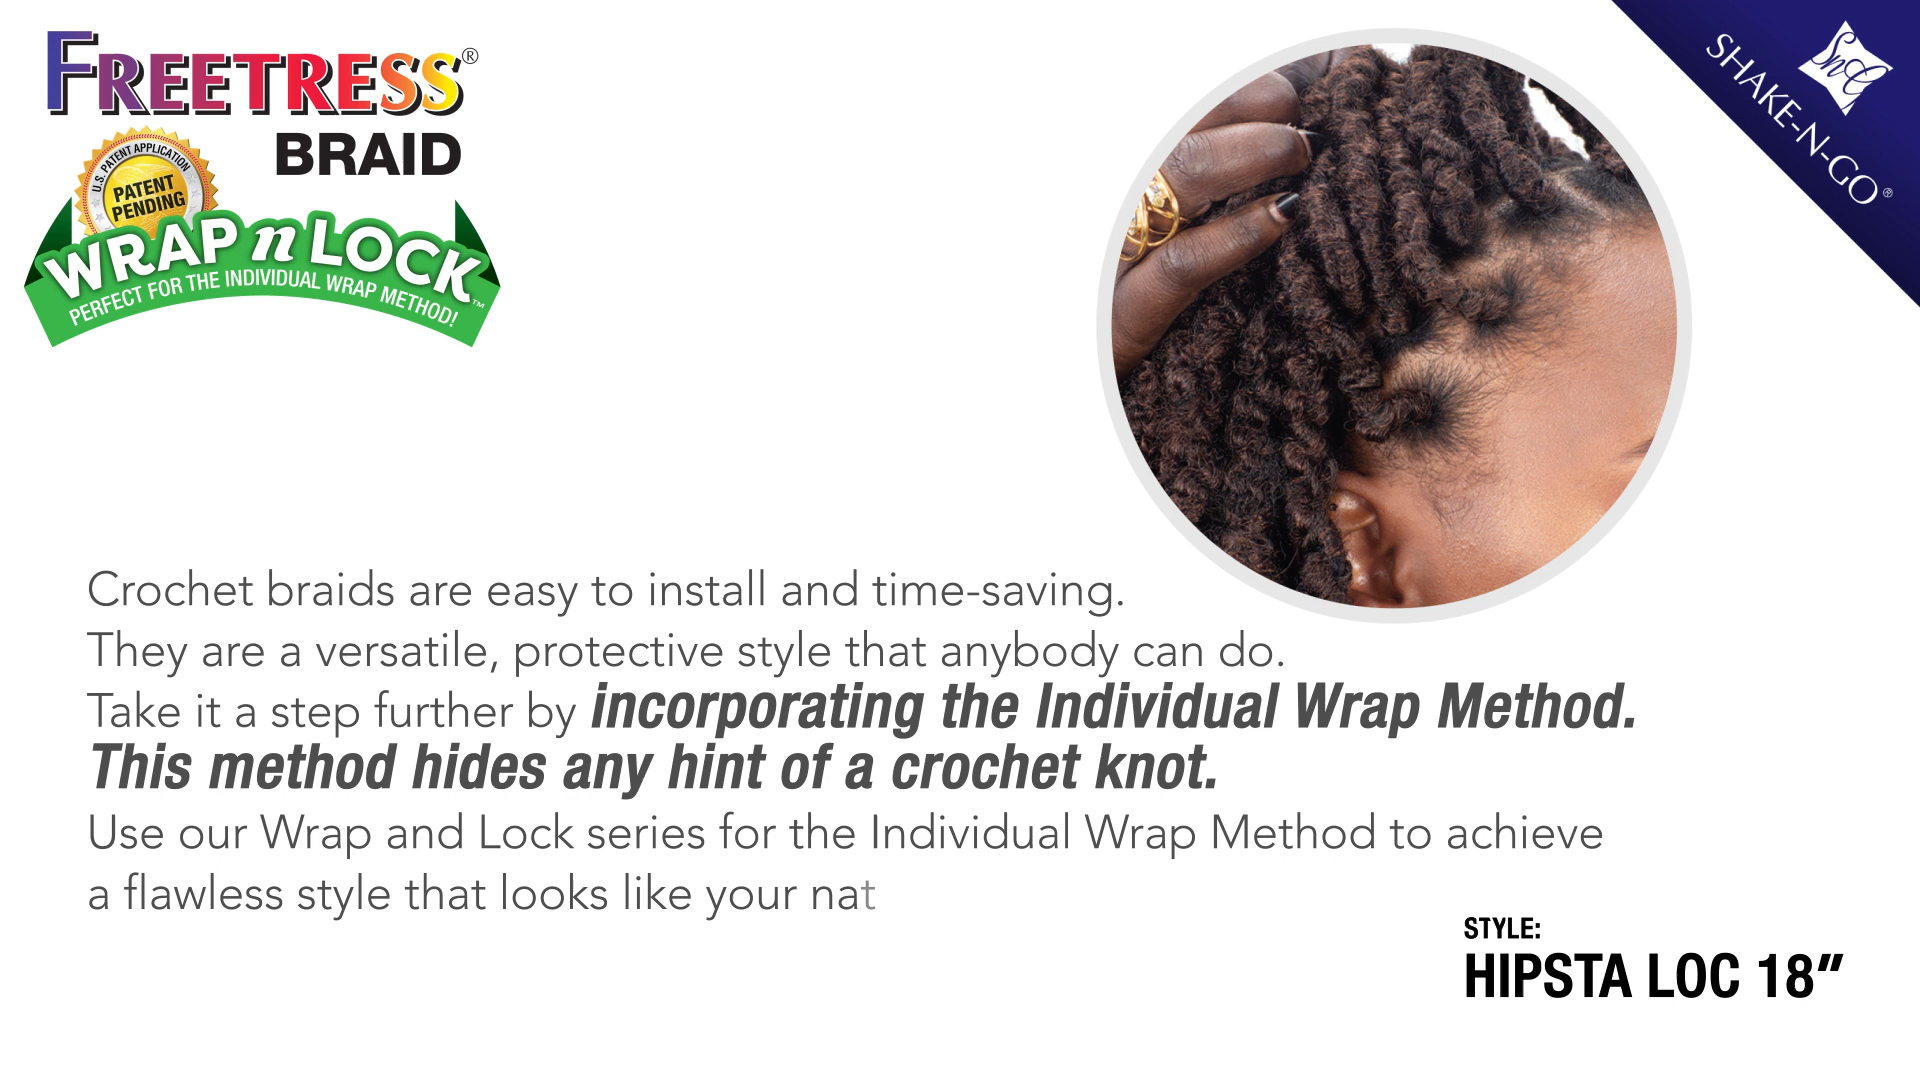 FREETRESS®
BRAID
U.S. PATENT APPLICATION
PATENT
PENDING
WRAP n LOCK™
PERFECT FOR THE INDIVIDUAL WRAP METHOD!
SnG
SHAKE-N-GO®
Crochet braids are easy to install and time-saving.
They are a versatile, protective style that anybody can do.
Take it a step further by incorporating the Individual Wrap Method.
This method hides any hint of a crochet knot.
Use our Wrap and Lock series for the Individual Wrap Method to achieve
a flawless style that looks like your nat
STYLE:
HIPSTA LOC 18”